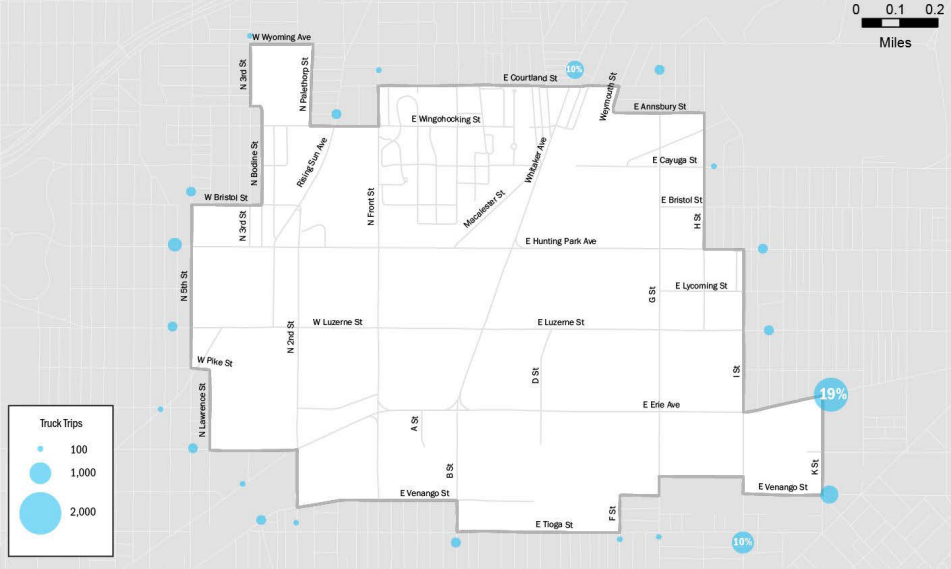 0 0.1 0.2
Miles
W Wyoming Ave
N 3rd St
N Palethorp St
10%
E Courtland St
Weymouth St
E Annsbury St
E Wingohocking St
N Bodine St
Rising Sun Ave
Whitaker Ave
E Cayuga St
W Bristol St
N Front St
Macalester St
E Bristol St
N 3rd St
H St
E Hunting Park Ave
N 5th St
G St
E Lycoming St
W Luzerne St
E Luzerne St
N 2nd St
W Pike St
D St
I St
19%
N Lawrence St
E Erie Ave
A St
Truck Trips
100
1,000
2,000
B St
K St
E Venango St
E Venango St
F St
E Tioga St
10%